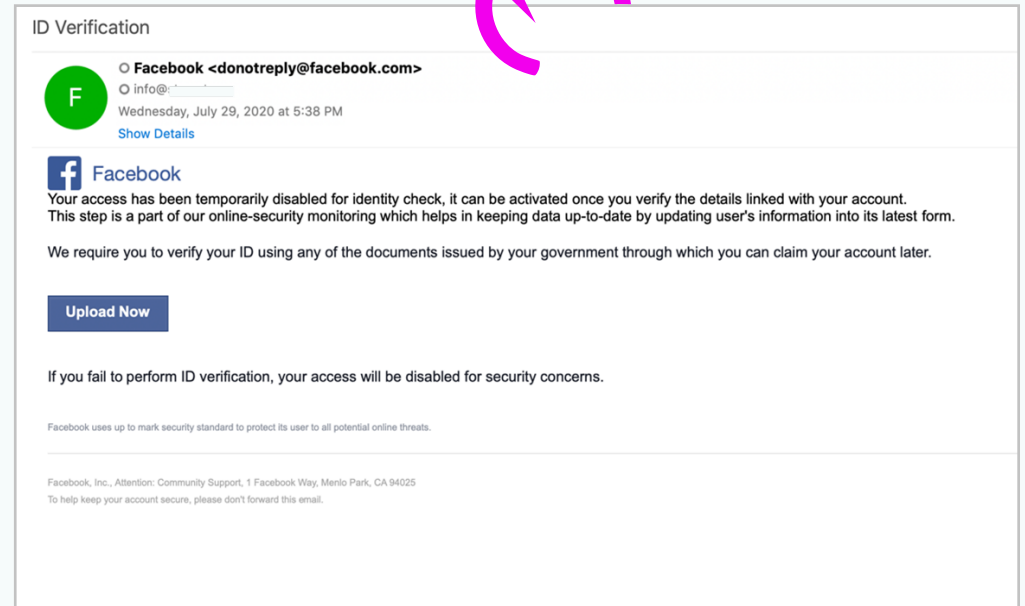 ID Verification
Facebook <donotreply@facebook.com>
F
info@
Wednesday, July 29, 2020 at 5:38 PM
Show Details
f Facebook
Your access has been temporarily disabled for identity check, it can be activated once you verify the details linked with your account.
This step is a part of our online-security monitoring which helps in keeping data up-to-date by updating user's information into its latest form.
We require you to verify your ID using any of the documents issued by your government through which you can claim your account later.
Upload Now
If you fail to perform ID verification, your access will be disabled for security concerns.
Facebook uses up to mark security standard to protect its user to all potential online threats.
Facebook, Inc., Attention: Community Support, 1 Facebook Way, Menlo Park, CA 94025
To help keep your account secure, please don't forward this email.